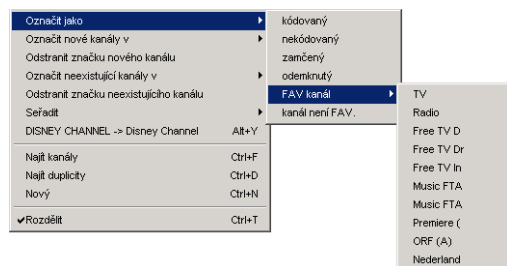 Označit jako
Označit nové kanály v
Odstranit značku nového kanálu
Označit neexistující kanály v
Odstranit značku neexistujícího kanálu
Seřadit
DISNEY CHANNEL -> Disney Channel Alt+Y
Najít kanály Ctrl+F
Najít duplicity Ctrl+D
Nový Ctrl+N
✔Rozdělit Ctrl+T
kódovaný
nekódovaný
zamčený
odemknutý
FAV kanál
kanál není FAV.
TV
Radio
Free TV D
Free TV Dr
Free TV In
Music FTA
Music FTA
Premiere (
ORF (A)
Nederland